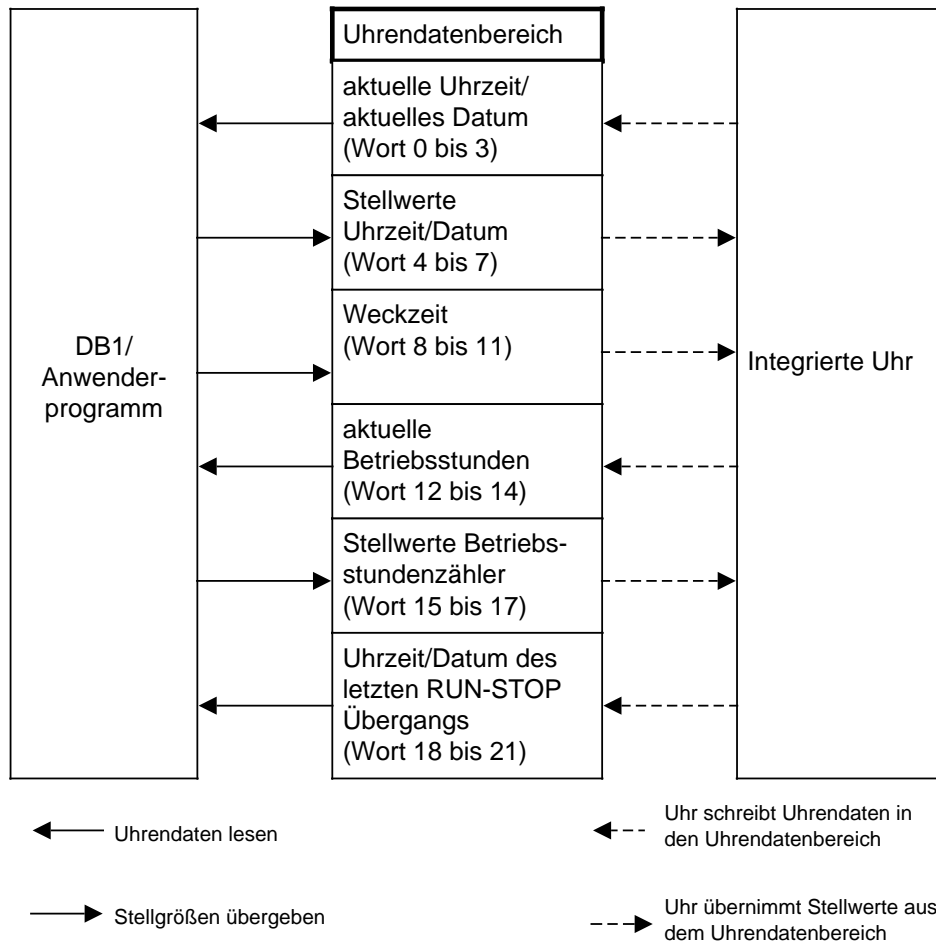 Uhrendatenbereich
aktuelle Uhrzeit/
aktuelles Datum
(Wort 0 bis 3)
Stellwerte
Uhrzeit/Datum
(Wort 4 bis 7)
Weckzeit
(Wort 8 bis 11)
DB1/
Anwender-
programm
Integrierte Uhr
aktuelle
Betriebsstunden
(Wort 12 bis 14)
Stellwerte Betriebs-
stundenzähler
(Wort 15 bis 17)
Uhrzeit/Datum des
letzten RUN-STOP
Übergangs
(Wort 18 bis 21)
Uhrendaten lesen
Uhr schreibt Uhrendaten in
den Uhrendatenbereich
Stellgrößen übergeben
Uhr übernimmt Stellwerte aus
dem Uhrendatenbereich